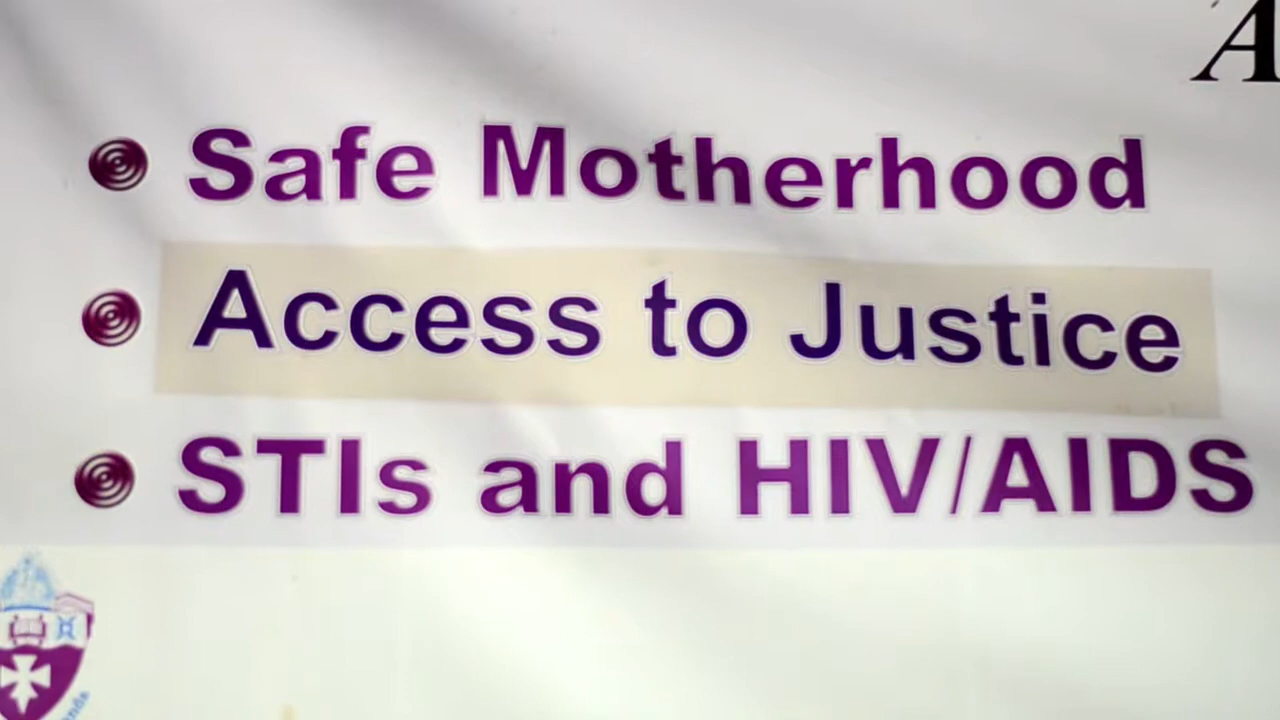 A
Safe Motherhood
Access to Justice
STIs and HIV/AIDS